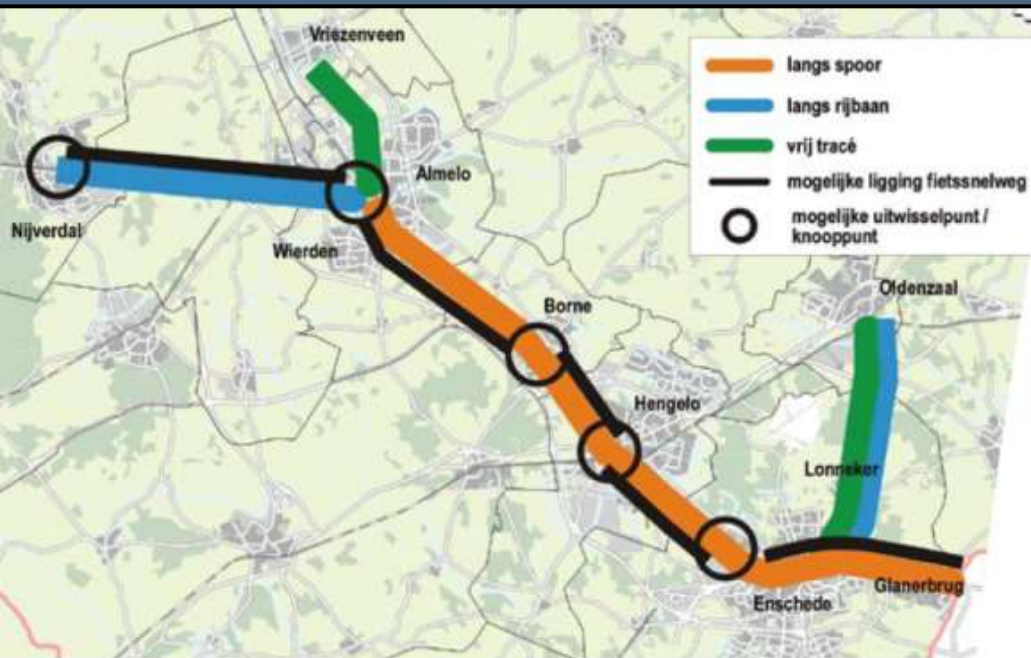 Vriezenveen
langs spoor
langs rijbaan
vrij tracé
mogelijke ligging fietssnelweg
mogelijke uitwisselpunt /
knooppunt
Almelo
Nijverdal
Wierden
Oldenzaal
Borne
Hengelo
Lonneker
Glanerbrug
Enschede